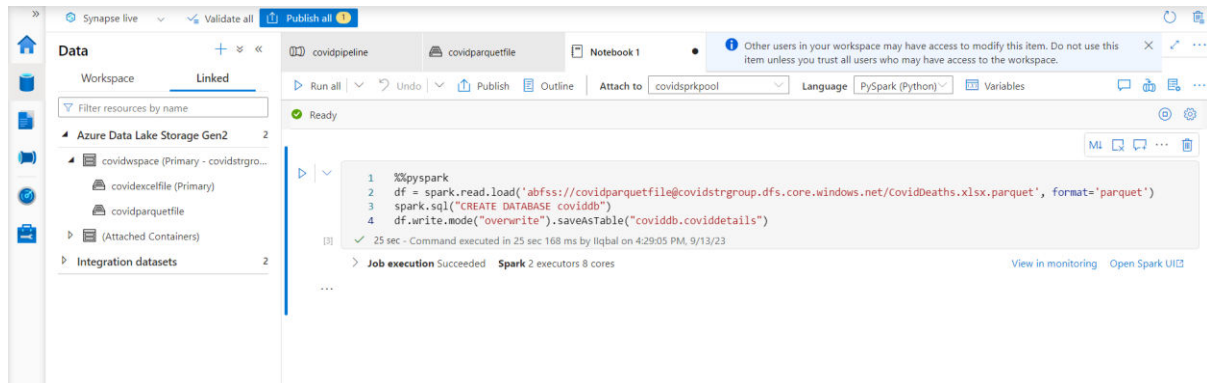 Synapse live
Validate all
Publish all 1
Data
Workspace Linked
Filter resources by name
Azure Data Lake Storage Gen2 2
covidwspace (Primary - covidstrgro...
covidexcelfile (Primary)
covidparquetfile
(Attached Containers)
Integration datasets 2
covidpipeline
covidparquetfile
Notebook 1
Other users in your workspace may have access to modify this item. Do not use this
item unless you trust all users who may have access to the workspace.
Run all Undo Publish Outline Attach to covidsprkpool Language PySpark (Python) Variables
Ready
M↓
1 %%pyspark
2 df = spark.read.load('abfss://covidparquetfile@covidstrgroup.dfs.core.windows.net/CovidDeaths.xlsx.parquet', format='parquet')
3 spark.sql("CREATE DATABASE coviddb")
4 df.write.mode("overwrite").saveAsTable("coviddb.coviddetails")
[3] 25 sec - Command executed in 25 sec 168 ms by IIqbal on 4:29:05 PM, 9/13/23
Job execution Succeeded Spark 2 executors 8 cores View in monitoring Open Spark UI
...